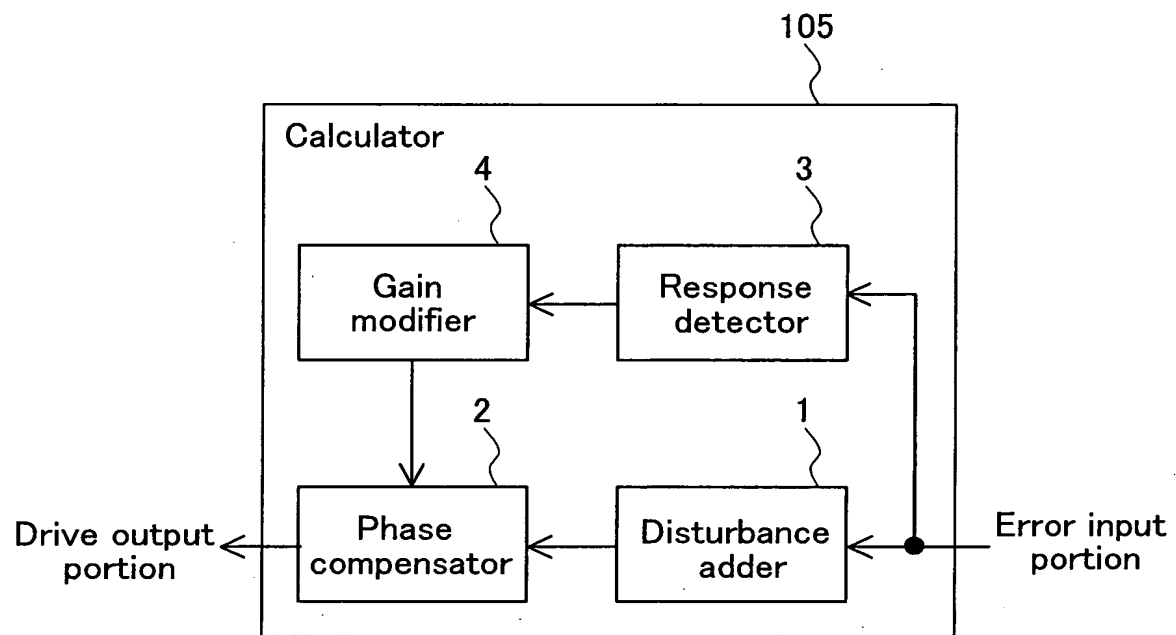 105
Calculator
4
3
Gain
modifier
Response
detector
2
1
Drive output
portion
Phase
compensator
Disturbance
adder
Error input
portion